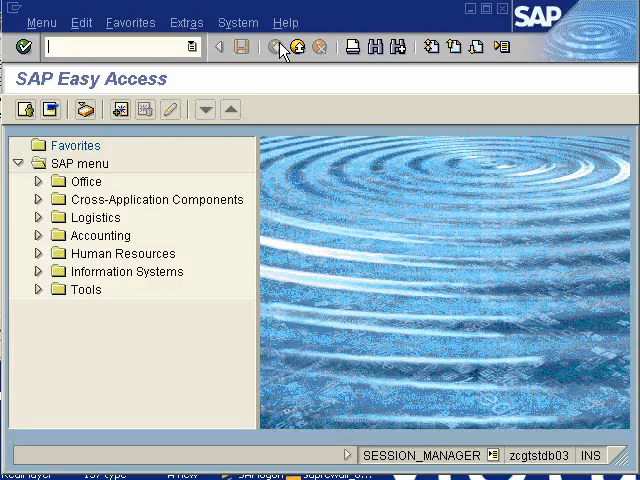 Menu Edit Favorites Extras System Help
SAP
SAP Easy Access
Favorites
SAP menu
Office
Cross-Application Components
Logistics
Accounting
Human Resources
Information Systems
Tools
SESSION_MANAGER zcgtstdb03 INS